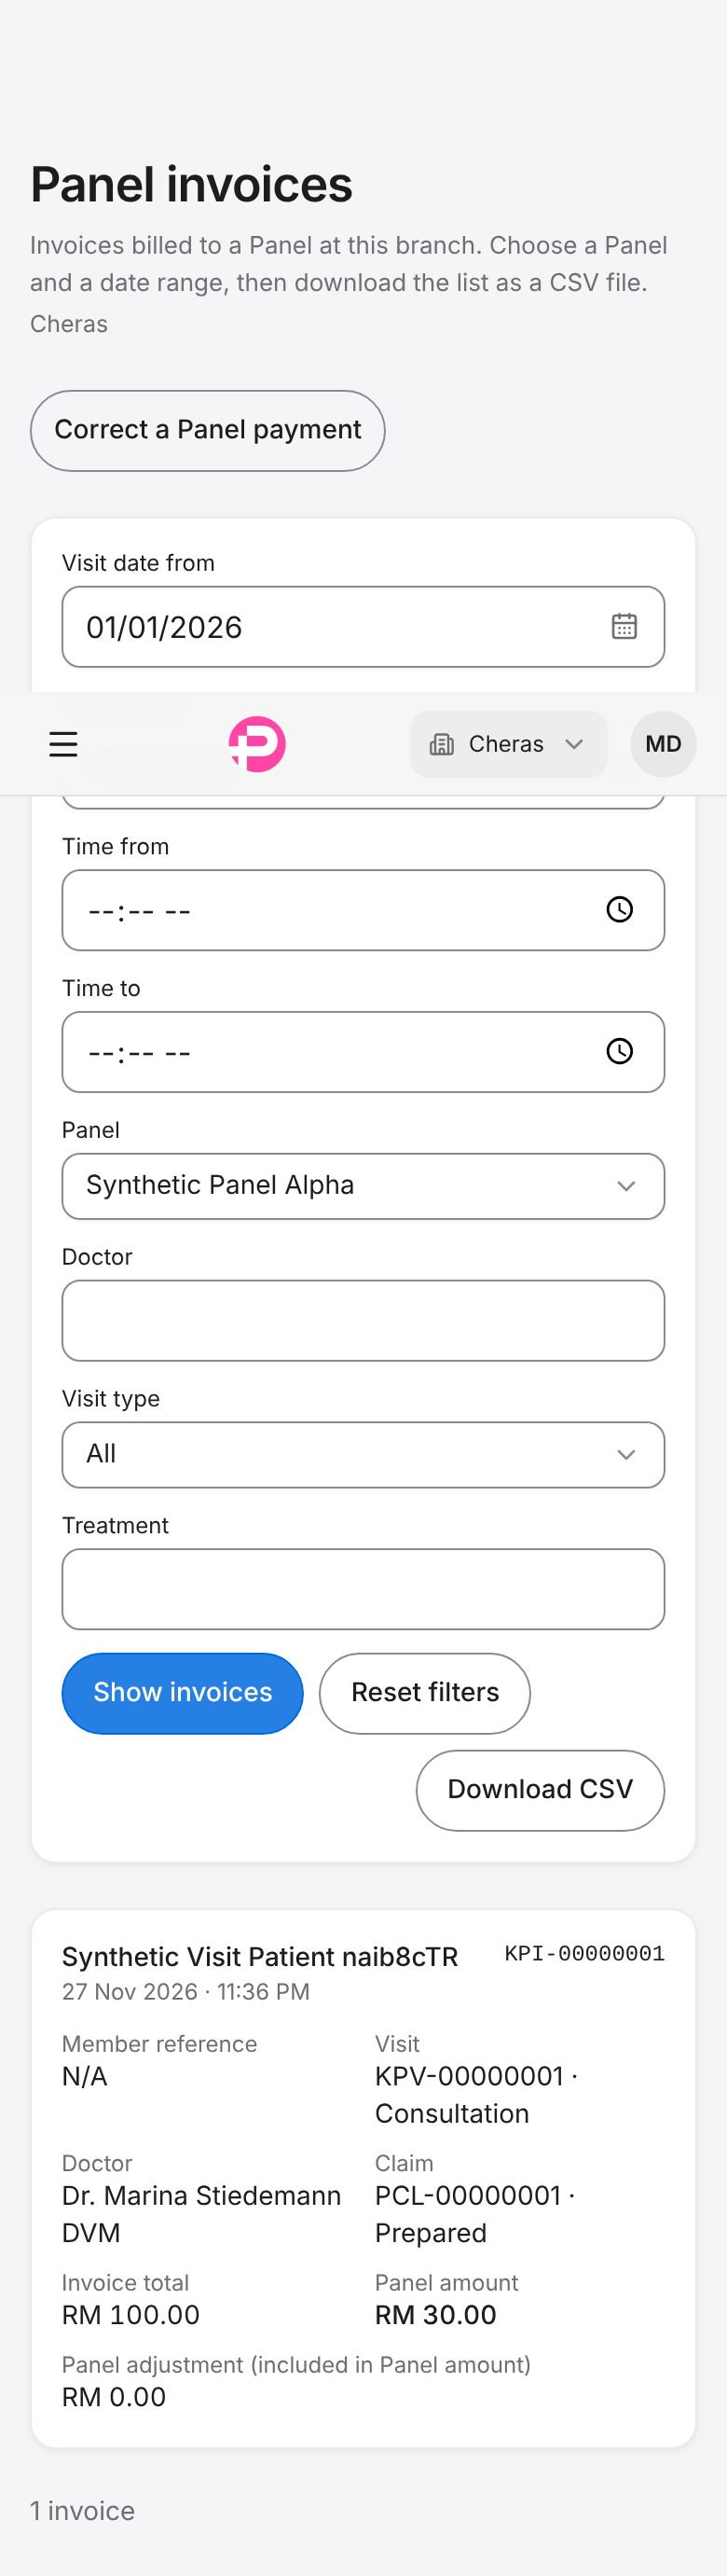 Panel invoices
Invoices billed to a Panel at this branch. Choose a Panel
and a date range, then download the list as a CSV file.
Cheras
Correct a Panel payment
Visit date from
01/01/2026
Cheras
MD
Time from
--:-- --
Time to
--:-- --
Panel
Synthetic Panel Alpha
Doctor
Visit type
All
Treatment
Show invoices
Reset filters
Download CSV
Synthetic Visit Patient naib8cTR
KPI-00000001
27 Nov 2026 · 11:36 PM
Member reference
N/A
Visit
KPV-00000001 ·
Consultation
Doctor
Dr. Marina Stiedemann
DVM
Claim
PCL-00000001 ·
Prepared
Invoice total
RM 100.00
Panel amount
RM 30.00
Panel adjustment (included in Panel amount)
RM 0.00
1 invoice